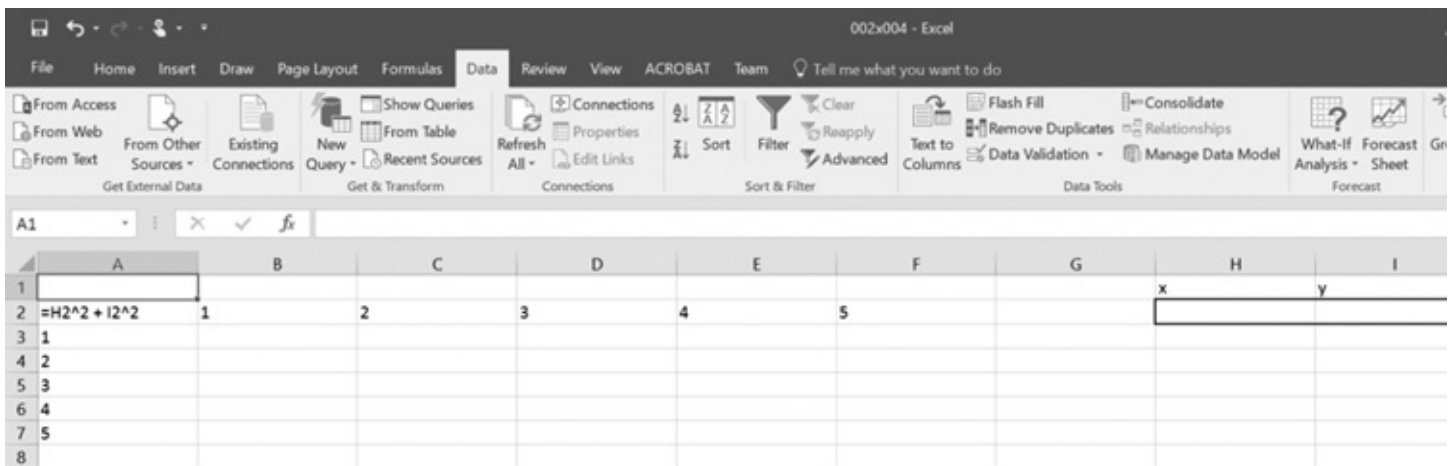 002x004 - Excel
File Home Insert Draw Page Layout Formulas Data Review View ACROBAT Team Tell me what you want to do
From Access
From Web
From Text
From Other
Sources
Get External Data
Existing
Connections
New
Query
Show Queries
From Table
Recent Sources
Get & Transform
Refresh
All
Connections
Properties
Edit Links
Connections
Sort
Filter
Clear
Reapply
Advanced
Sort & Filter
Text to
Columns
Flash Fill
Remove Duplicates
Data Validation
Consolidate
Relationships
Manage Data Model
Data Tools
What-If
Analysis
Forecast
Sheet
Forecast
A1 fx
A B C D E F G H I
1 x y
2 =H2^2 + I2^2 1 2 3 4 5
3 1
4 2
5 3
6 4
7 5
8